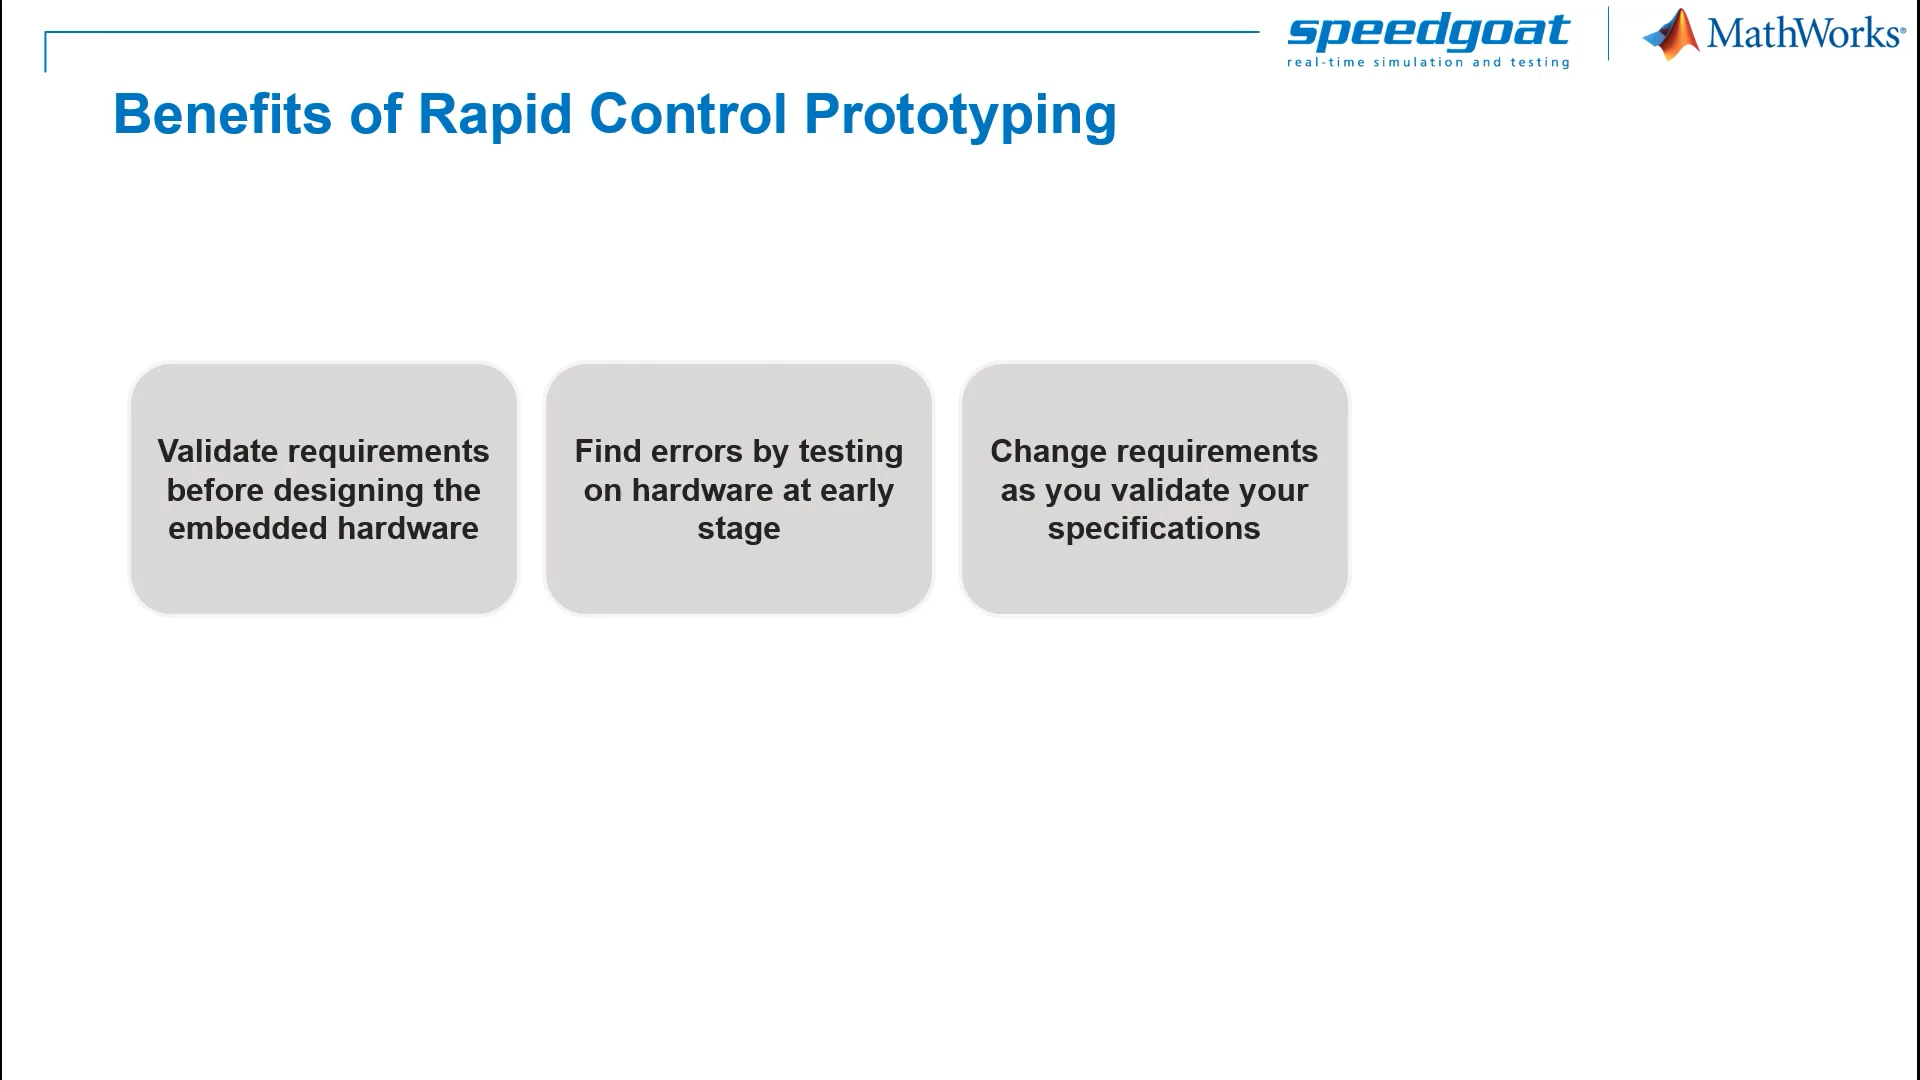 speedgoat
real-time simulation and testing
MathWorks®
Benefits of Rapid Control Prototyping
Validate requirements
before designing the
embedded hardware
Find errors by testing
on hardware at early
stage
Change requirements
as you validate your
specifications